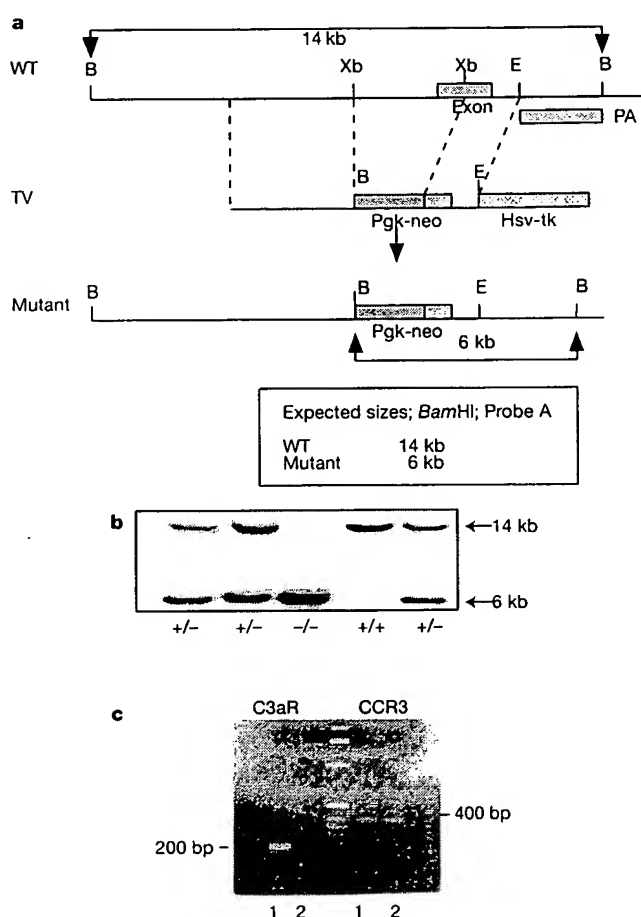 a
14 kb
WT B Xb Xb E B
Exon
PA
B E
TV
Pgk-neo Hsv-tk
Mutant B B E B
Pgk-neo
6 kb
Expected sizes; BamHI; Probe A
WT 14 kb
Mutant 6 kb
b
14 kb
6 kb
+/– +/– –/– +/+ +/–
c
C3aR CCR3
400 bp
200 bp
1 2 1 2